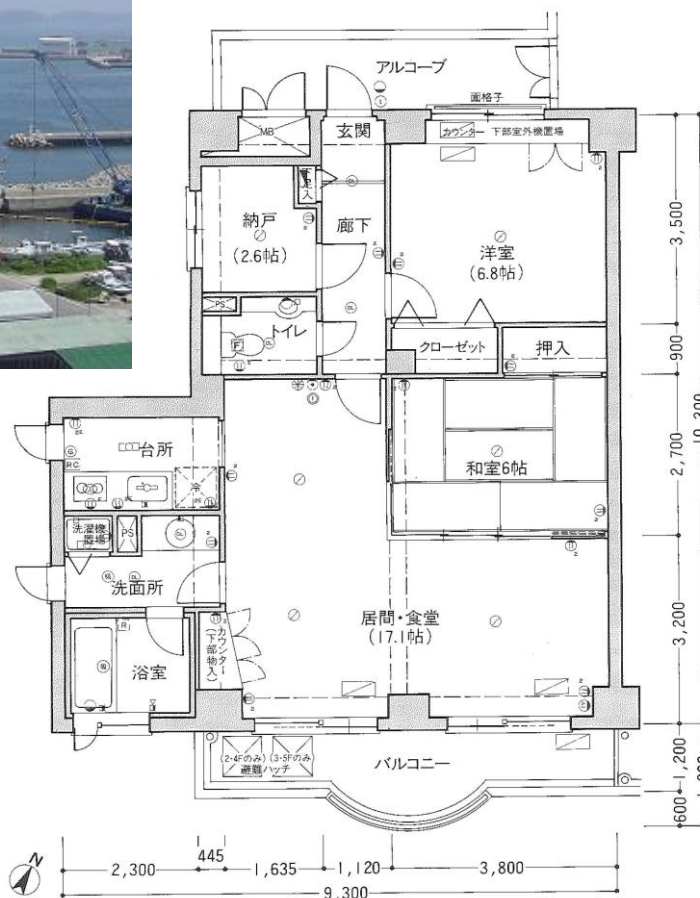 アルコーブ
面格子
MB
玄関
カウンター 下部室外機置場
下足入
納戸
(2.6帖)
廊下
洋室
(6.8帖)
3,500
PS
トイレ
クローゼット
押入
900
台所
R.C.
冷
和室6帖
2,700
10,300
洗濯機
置場
PS
洗面所
居間・食堂
(17.1帖)
3,200
カウンター
(下部物入)
浴室
R
(2・4Fのみ) (3・5Fのみ)
避難ハッチ
バルコニー
1,200
600
N
2,300
445
1,635
1,120
3,800
9,300